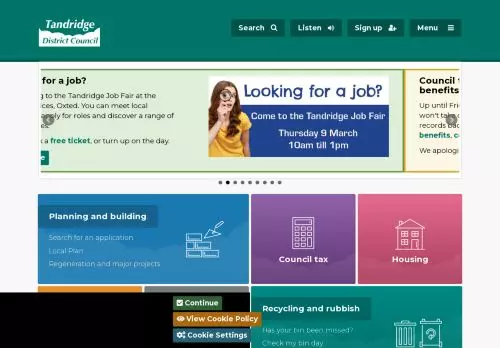 Tandridge
District Council
Search
Listen
Sign up
Menu
for a job?
ng to the Tandridge Job Fair at the
ices, Oxted. You can meet local
apply for roles and discover a range of
es.
a free ticket, or turn up on the day.
Looking for a job?
Come to the Tandridge Job Fair
Thursday 9 March
10am till 1pm
Council t
benefits
Up until Fri
won't take c
records bac
benefits, c
We apologi
Planning and building
Search for an application
Local Plan
Regeneration and major projects
Council tax
Housing
Continue
View Cookie Policy
Cookie Settings
Recycling and rubbish
Has your bin been missed?
Check my bin day